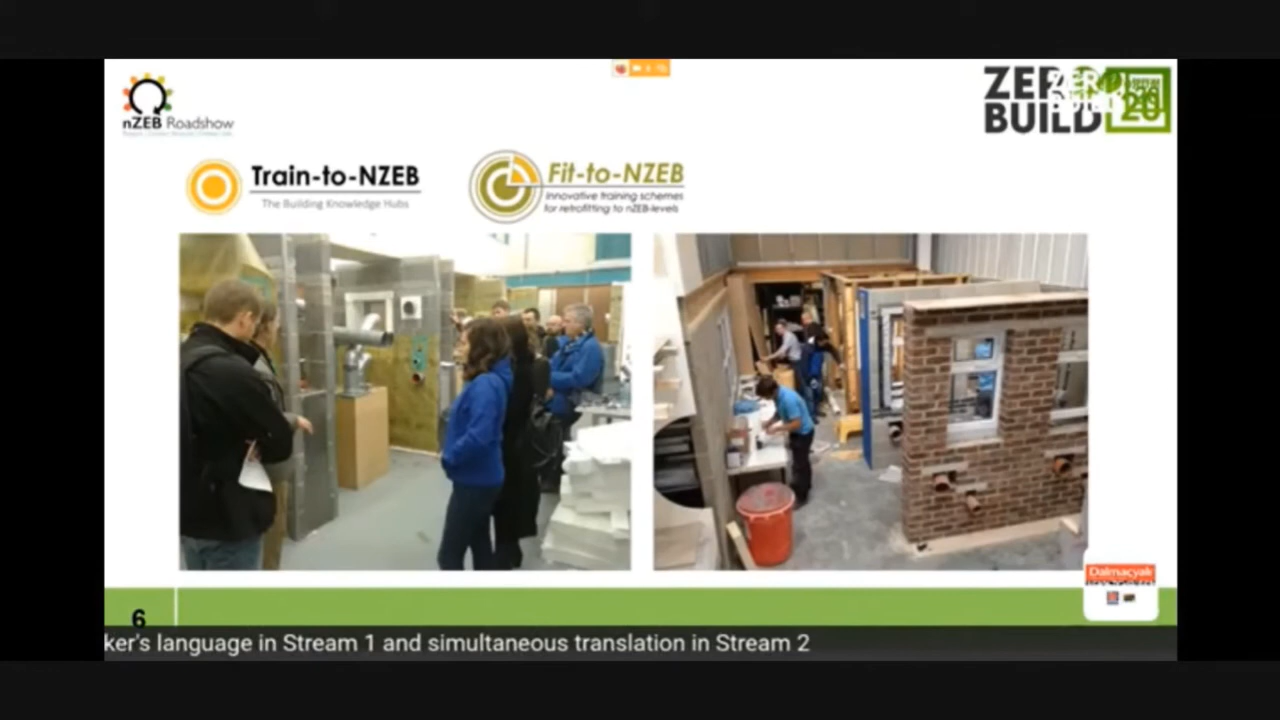 nZEB Roadshow
ZERO
BUILD
20
Train-to-NZEB
The Building Knowledge Hubs
Fit-to-NZEB
Innovative training schemes
for retrofitting to nZEB-levels
Dalmaçyalı
6
ker's language in Stream 1 and simultaneous translation in Stream 2